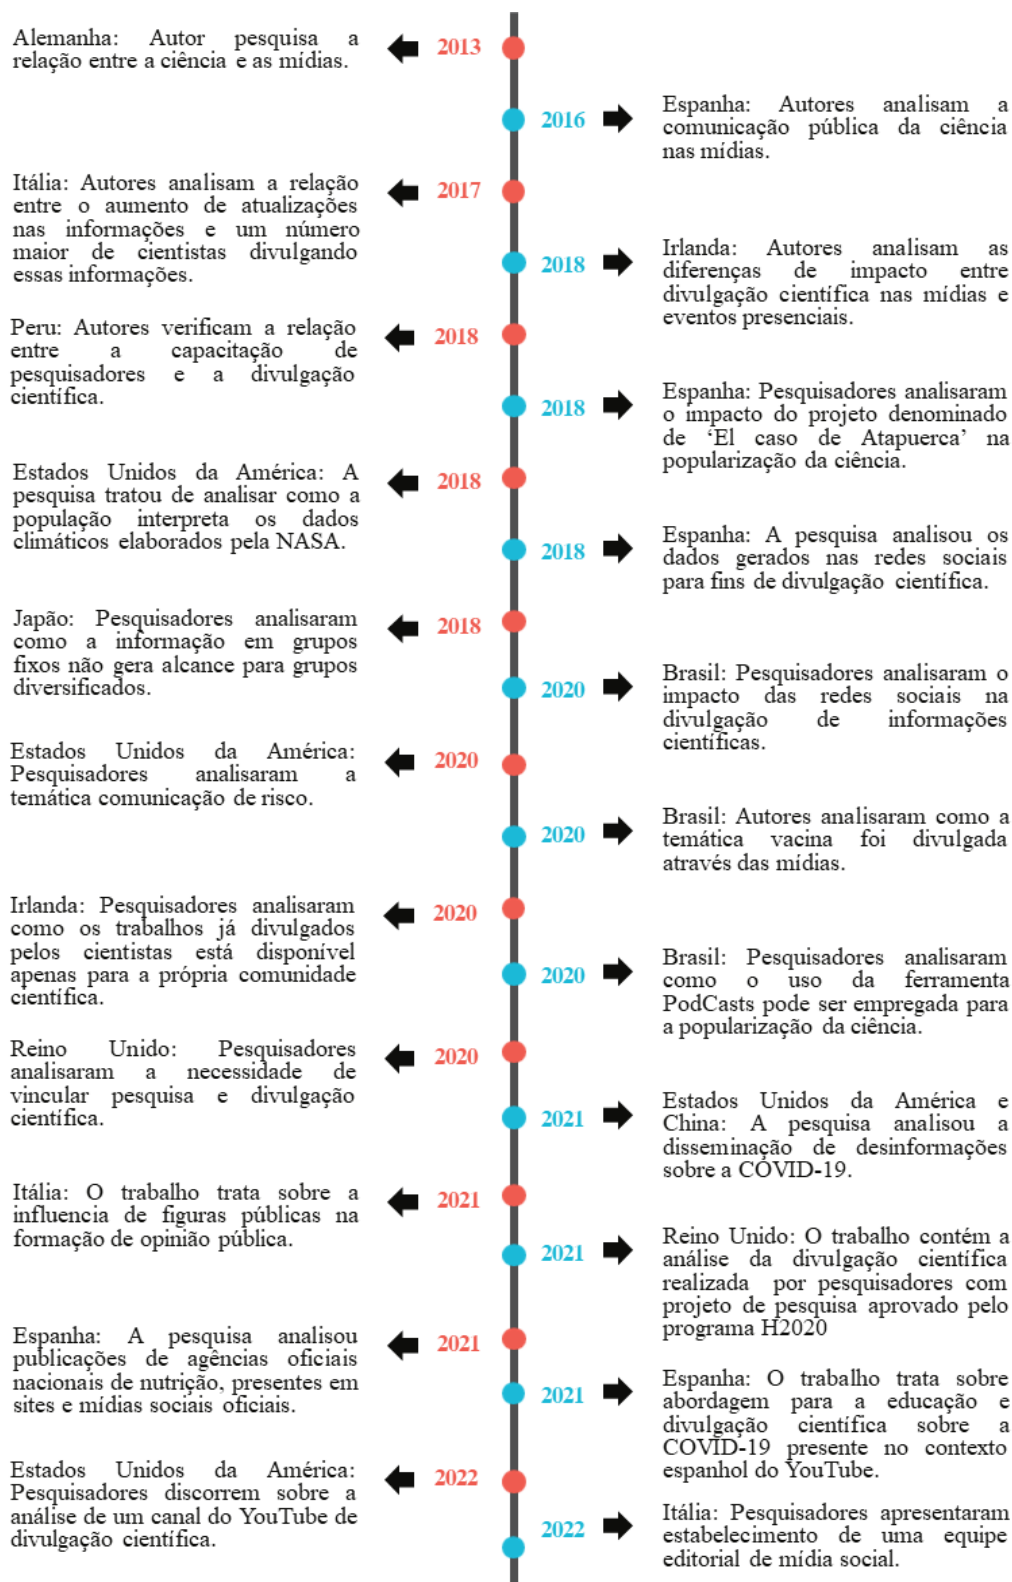 Alemanha: Autor pesquisa a
relação entre a ciência e as mídias.
2013
2016
Espanha: Autores analisam a
comunicação pública da ciência
nas mídias.
Itália: Autores analisam a relação
entre o aumento de atualizações
nas informações e um número
maior de cientistas divulgando
essas informações.
2017
2018
Irlanda: Autores analisam as
diferenças de impacto entre
divulgação científica nas mídias e
eventos presenciais.
Peru: Autores verificam a relação
entre a capacitação de
pesquisadores e a divulgação
científica.
2018
2018
Espanha: Pesquisadores analisaram
o impacto do projeto denominado
de ‘El caso de Atapuerca’ na
popularização da ciência.
Estados Unidos da América: A
pesquisa tratou de analisar como a
população interpreta os dados
climáticos elaborados pela NASA.
2018
2018
Espanha: A pesquisa analisou os
dados gerados nas redes sociais
para fins de divulgação científica.
Japão: Pesquisadores analisaram
como a informação em grupos
fixos não gera alcance para grupos
diversificados.
2018
2020
Brasil: Pesquisadores analisaram o
impacto das redes sociais na
divulgação de informações
científicas.
Estados Unidos da América:
Pesquisadores analisaram a
temática comunicação de risco.
2020
2020
Brasil: Autores analisaram como a
temática vacina foi divulgada
através das mídias.
Irlanda: Pesquisadores analisaram
como os trabalhos já divulgados
pelos cientistas está disponível
apenas para a própria comunidade
científica.
2020
2020
Brasil: Pesquisadores analisaram
como o uso da ferramenta
PodCasts pode ser empregada para
a popularização da ciência.
Reino Unido: Pesquisadores
analisaram a necessidade de
vincular pesquisa e divulgação
científica.
2020
2021
Estados Unidos da América e
China: A pesquisa analisou a
disseminação de desinformações
sobre a COVID-19.
Itália: O trabalho trata sobre a
influencia de figuras públicas na
formação de opinião pública.
2021
2021
Reino Unido: O trabalho contém a
análise da divulgação científica
realizada por pesquisadores com
projeto de pesquisa aprovado pelo
programa H2020
Espanha: A pesquisa analisou
publicações de agências oficiais
nacionais de nutrição, presentes em
sites e mídias sociais oficiais.
2021
2021
Espanha: O trabalho trata sobre
abordagem para a educação e
divulgação científica sobre a
COVID-19 presente no contexto
espanhol do YouTube.
Estados Unidos da América:
Pesquisadores discorrem sobre a
análise de um canal do YouTube de
divulgação científica.
2022
2022
Itália: Pesquisadores apresentaram
estabelecimento de uma equipe
editorial de mídia social.